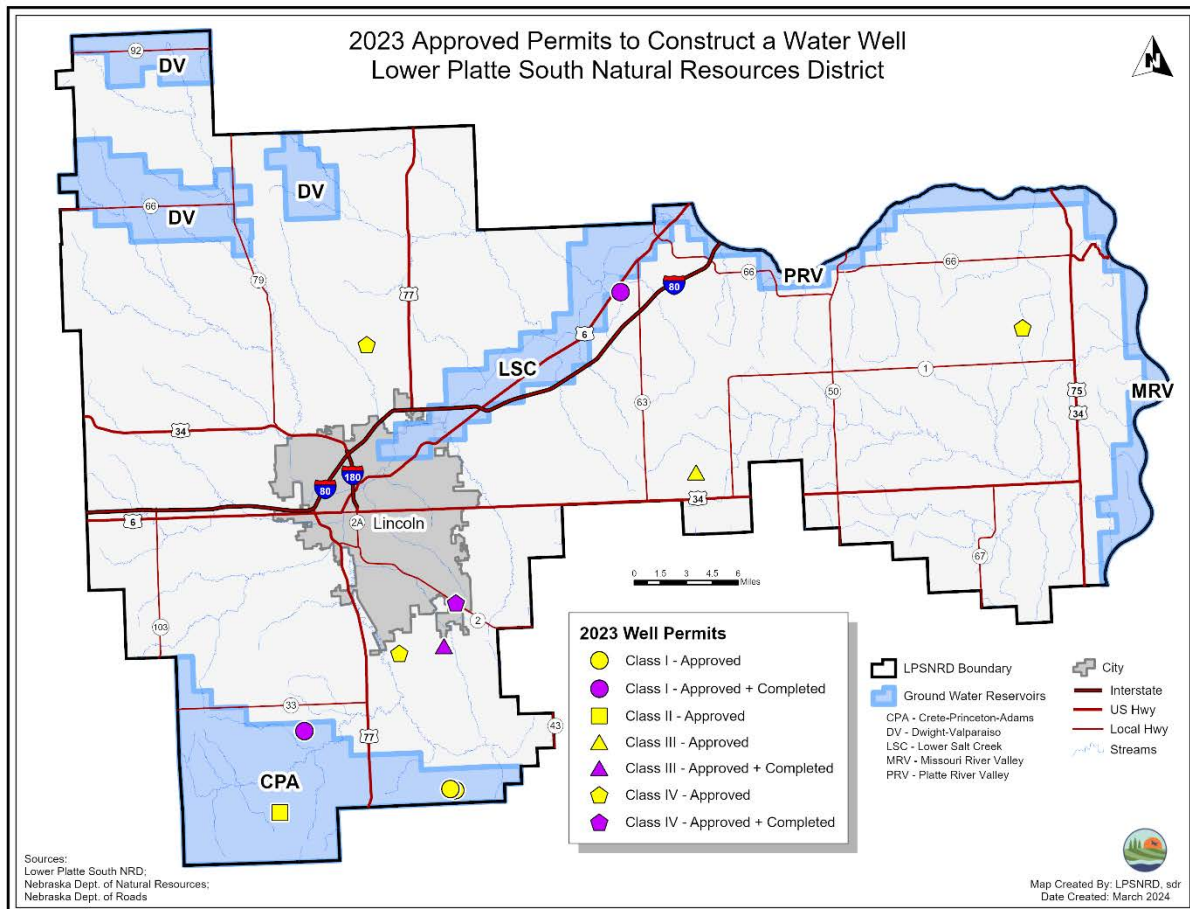 2023 Approved Permits to Construct a Water Well
Lower Platte South Natural Resources District
N
92
DV
DV
66
DV
79
77
66
PRV
66
80
6
LSC
1
63
50
75
34
MRV
34
180
80
6
2A
Lincoln
34
67
0 1.5 3 4.5 6
Miles
103
2
33
77
43
CPA
2023 Well Permits
Class I - Approved
Class I - Approved + Completed
Class II - Approved
Class III - Approved
Class III - Approved + Completed
Class IV - Approved
Class IV - Approved + Completed
LPSNRD Boundary
Ground Water Reservoirs
CPA - Crete-Princeton-Adams
DV - Dwight-Valparaiso
LSC - Lower Salt Creek
MRV - Missouri River Valley
PRV - Platte River Valley
City
Interstate
US Hwy
Local Hwy
Streams
Sources:
Lower Platte South NRD;
Nebraska Dept. of Natural Resources;
Nebraska Dept. of Roads
Map Created By: LPSNRD, sdr
Date Created: March 2024